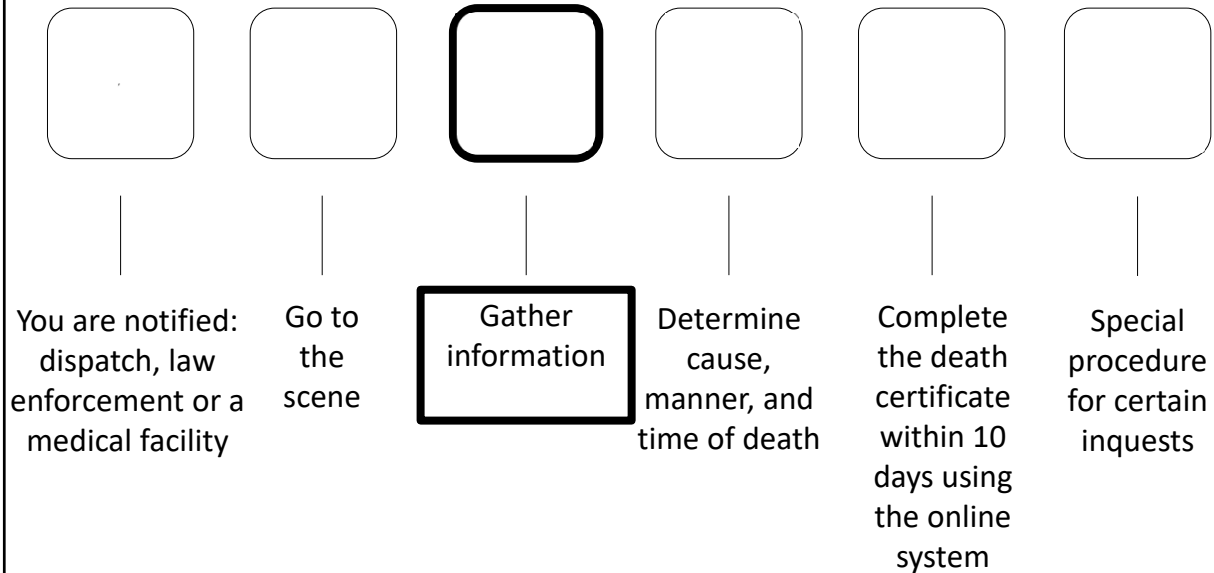 You are notified:
dispatch, law
enforcement or a
medical facility
Go to
the
scene
Gather
information
Determine
cause,
manner, and
time of death
Complete
the death
certificate
within 10
days using
the online
system
Special
procedure
for certain
inquests